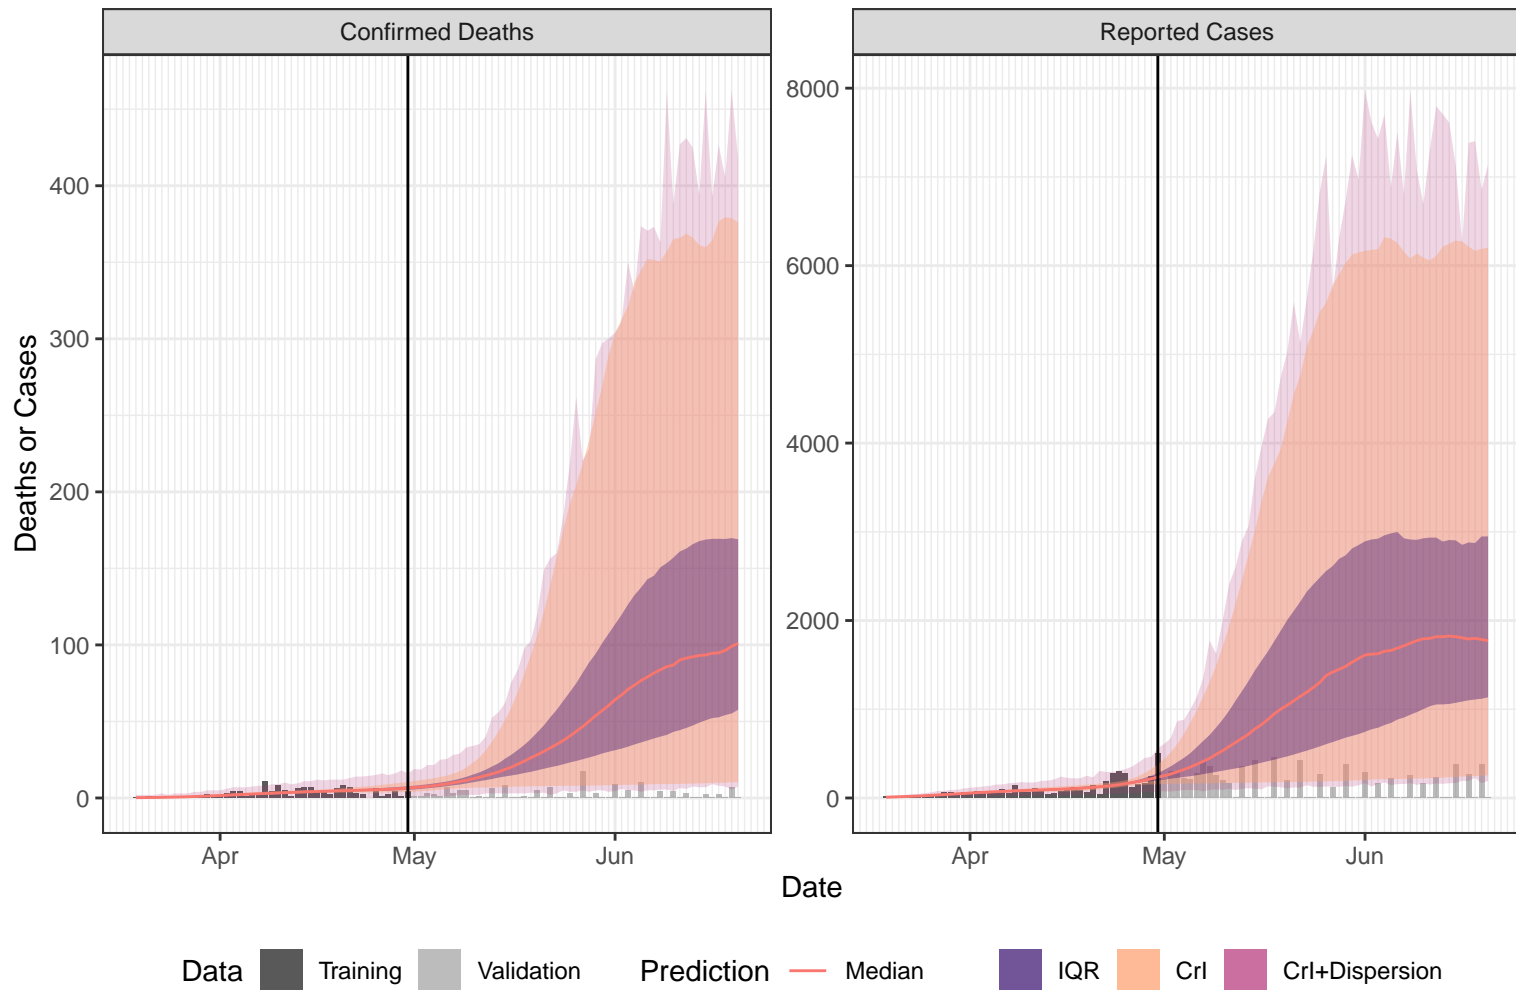 Confirmed Deaths
Reported Cases
Deaths or Cases
400
300
200
100
0
8000
6000
4000
2000
0
Apr
May
Jun
Apr
May
Jun
Date
Data Training Validation Prediction Median IQR CrI CrI+Dispersion